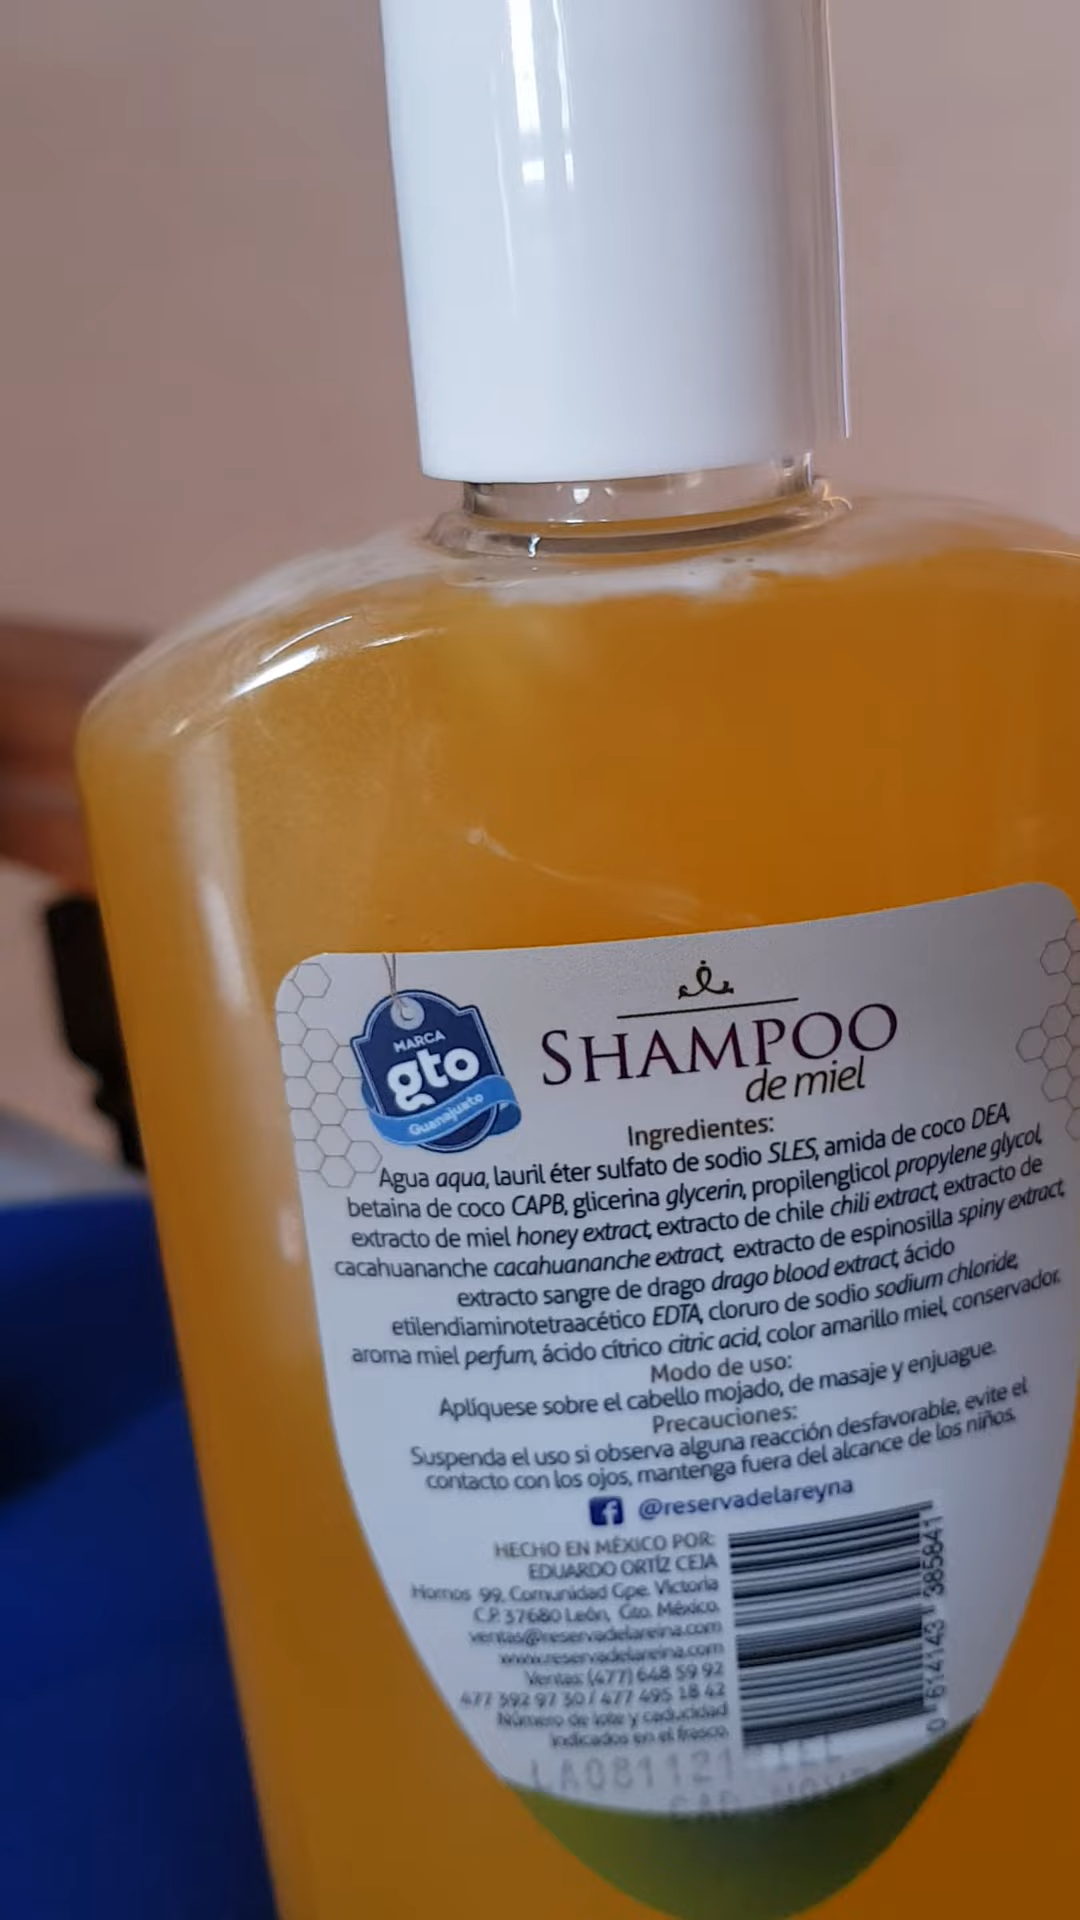 MARCA
gto
Guanajuato
SHAMPOO
de miel
Ingredientes:
Agua aqua, lauril éter sulfato de sodio SLES, amida de coco DEA,
betaina de coco CAPB, glicerina glycerin, propilenglicol propylene glycol,
extracto de miel honey extract, extracto de chile chili extract, extracto de
cacahuananche cacahuananche extract, extracto de espinosilla spiny extract,
extracto sangre de drago drago blood extract, ácido
etilendiaminotetraacético EDTA, cloruro de sodio sodium chloride,
aroma miel perfum, ácido cítrico citric acid, color amarillo miel, conservador.
Modo de uso:
Aplíquese sobre el cabello mojado, de masaje y enjuague.
Precauciones:
Suspenda el uso si observa alguna reacción desfavorable, evite el
contacto con los ojos, mantenga fuera del alcance de los niños.
@reservadelareyna
HECHO EN MÉXICO POR:
EDUARDO ORTÍZ CEJA
Hornos 99, Comunidad Gpe. Victoria
C.P. 37680 León, Gto. México.
ventas@reservadelareina.com
www.reservadelareina.com
Ventas: (477) 648 59 92
477 392 97 30 / 477 495 18 42
Número de lote y caducidad
indicados en el frasco.
0 614143 385841
LA081121
CAD